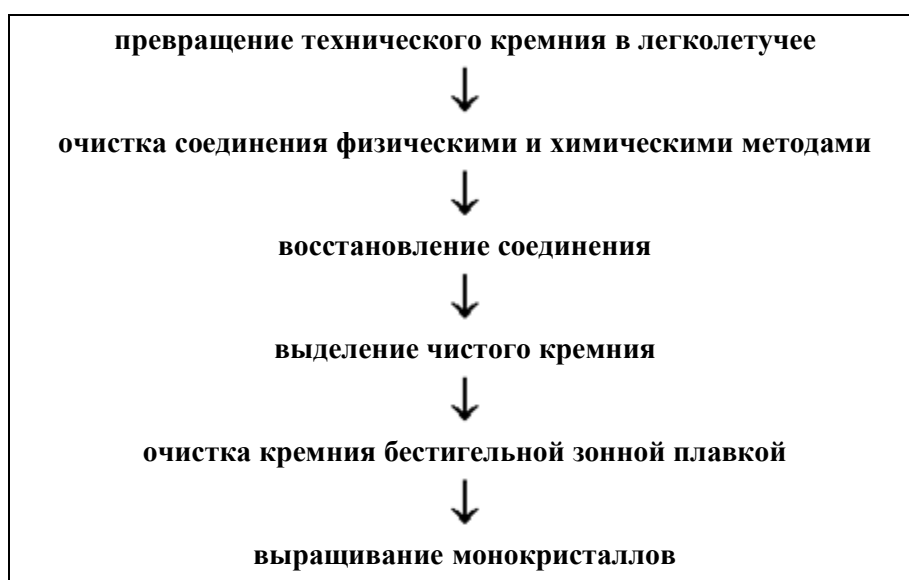 превращение технического кремния в легколетучее
очистка соединения физическими и химическими методами
восстановление соединения
выделение чистого кремния
очистка кремния бестигельной зонной плавкой
выращивание монокристаллов